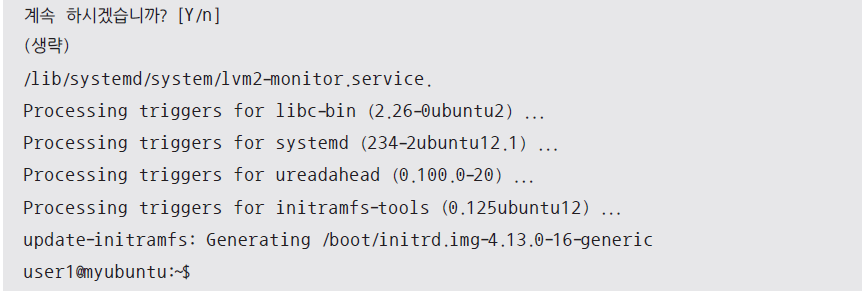 계속 하시겠습니까? [Y/n]
(생략)
/lib/systemd/system/lvm2-monitor.service.
Processing triggers for libc-bin (2.26-0ubuntu2) ...
Processing triggers for systemd (234-2ubuntu12.1) ...
Processing triggers for ureadahead (0.100.0-20) ...
Processing triggers for initramfs-tools (0.125ubuntu12) ...
update-initramfs: Generating /boot/initrd.img-4.13.0-16-generic
user1@myubuntu:~$